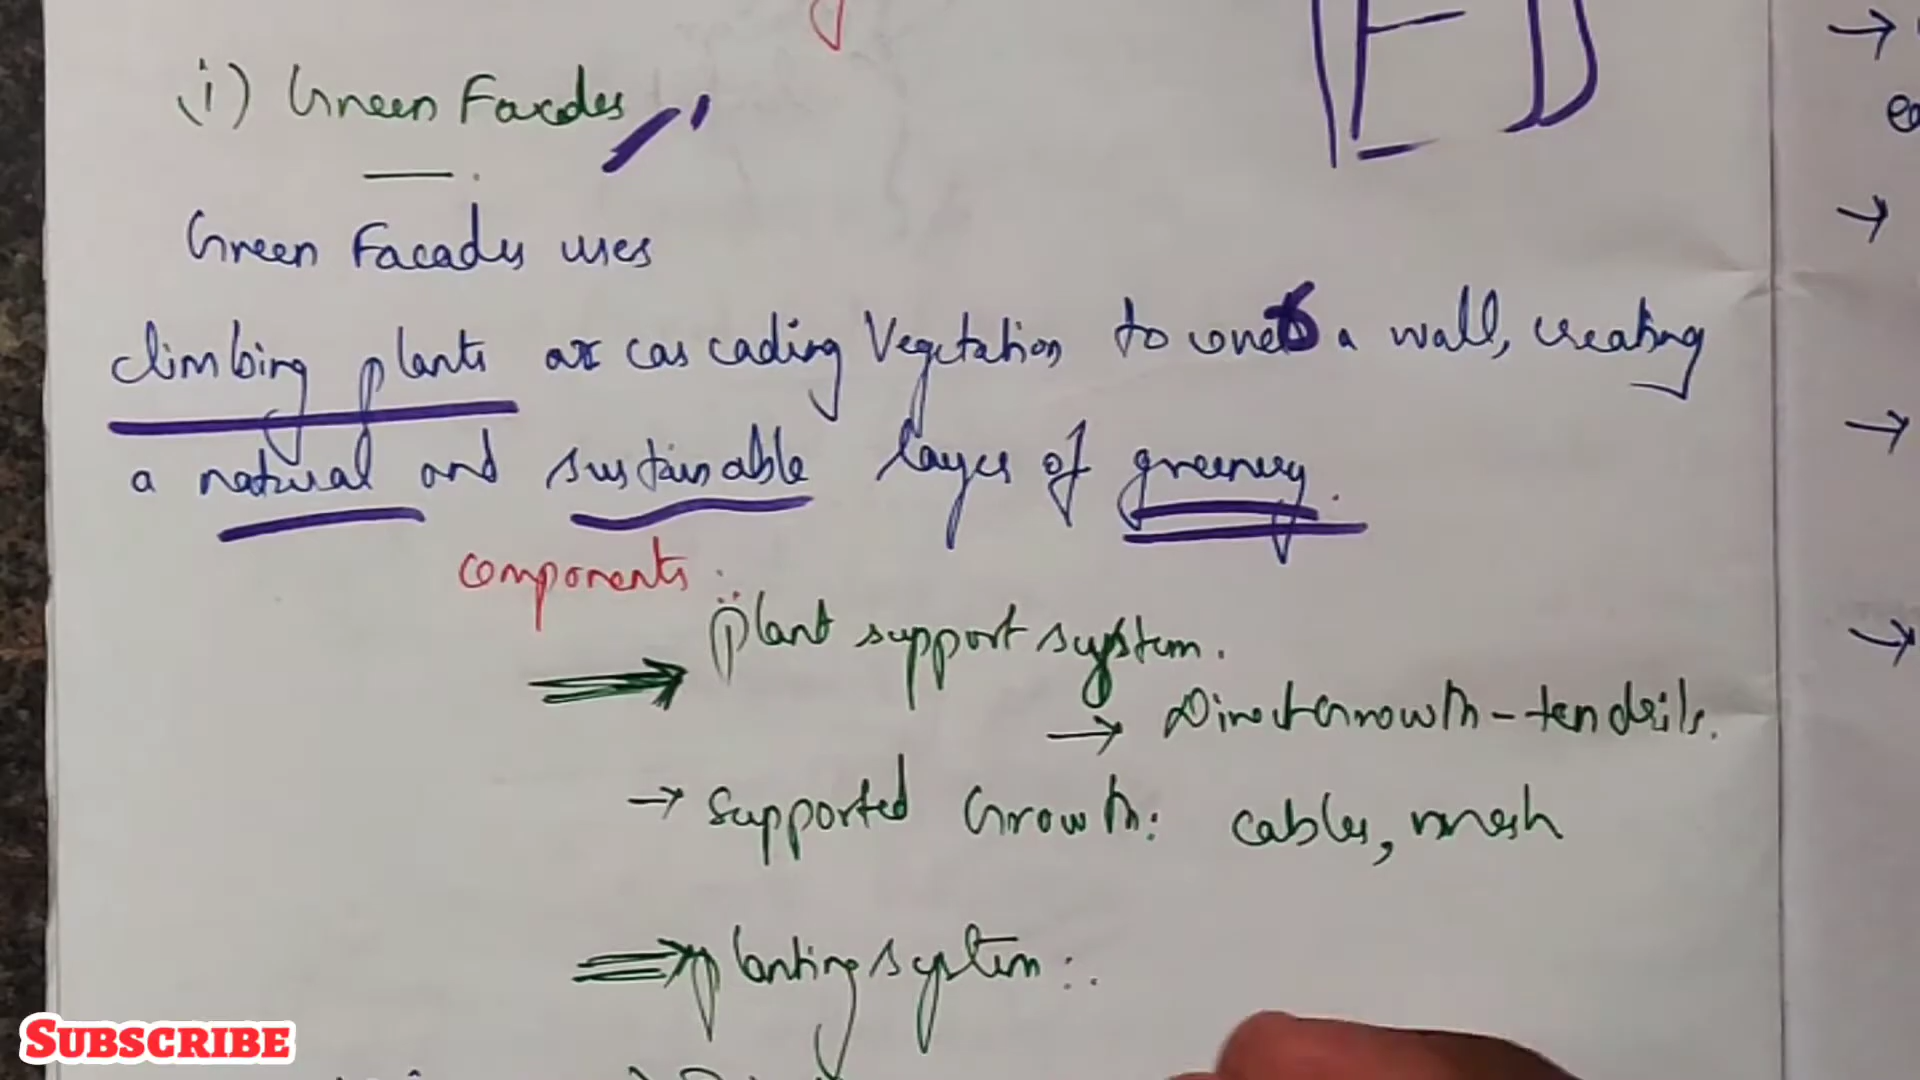 (i) Green Facades
Green Facades uses
climbing plants or cascading Vegetation to cover a wall, creating
a natural and sustainable layer of greenery.
components:
plant support system.
→ Direct Growth - tendrils.
→ Supported Growth: cables, mesh
planting system:
SUBSCRIBE